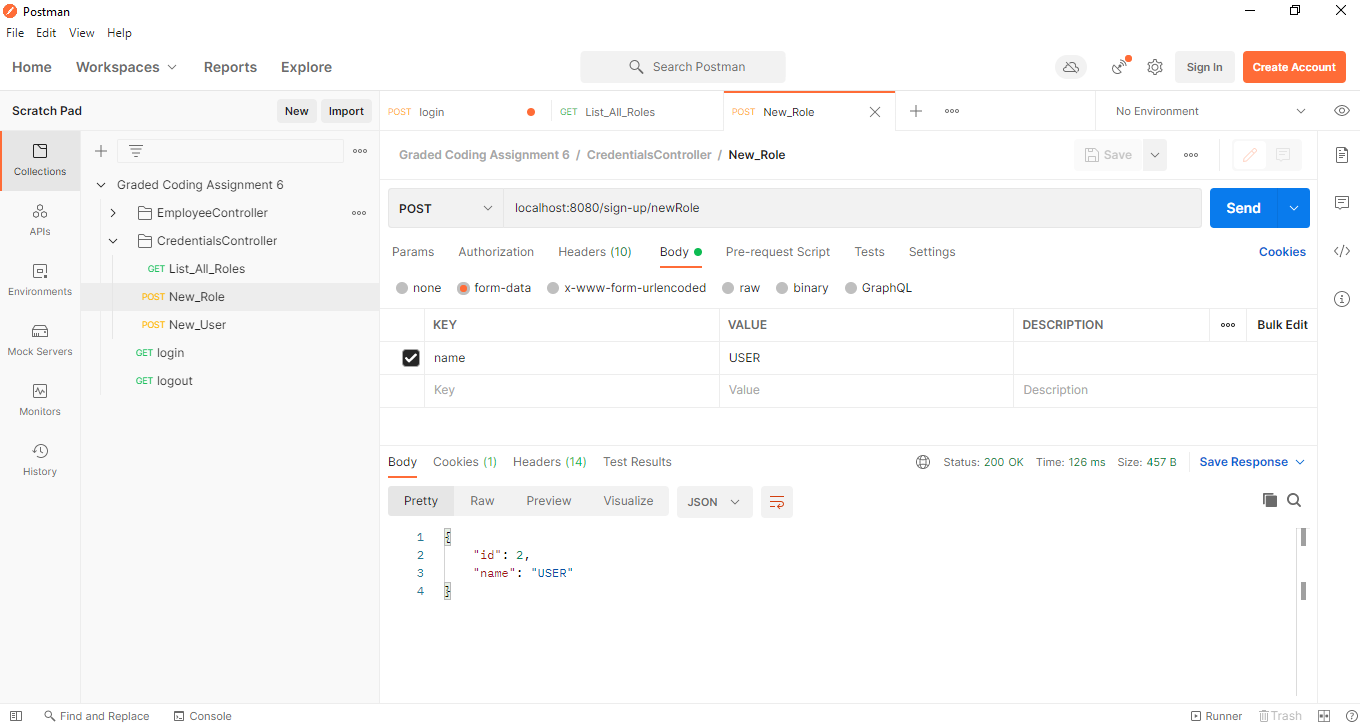 Postman
File Edit View Help
Home Workspaces Reports Explore Search Postman Sign In Create Account
Scratch Pad New Import
POST login GET List_All_Roles POST New_Role No Environment
Collections
APIs
Environments
Mock Servers
Monitors
History
Graded Coding Assignment 6
EmployeeController
CredentialsController
GET List_All_Roles
POST New_Role
POST New_User
GET login
GET logout
Graded Coding Assignment 6 / CredentialsController / New_Role Save
POST localhost:8080/sign-up/newRole Send
Params Authorization Headers (10) Body Pre-request Script Tests Settings Cookies
none form-data x-www-form-urlencoded raw binary GraphQL
KEY VALUE DESCRIPTION Bulk Edit
name USER
Key Value Description
Body Cookies (1) Headers (14) Test Results Status: 200 OK Time: 126 ms Size: 457 B Save Response
Pretty Raw Preview Visualize JSON
1 {
2 "id": 2,
3 "name": "USER"
4 }
Find and Replace Console Runner Trash